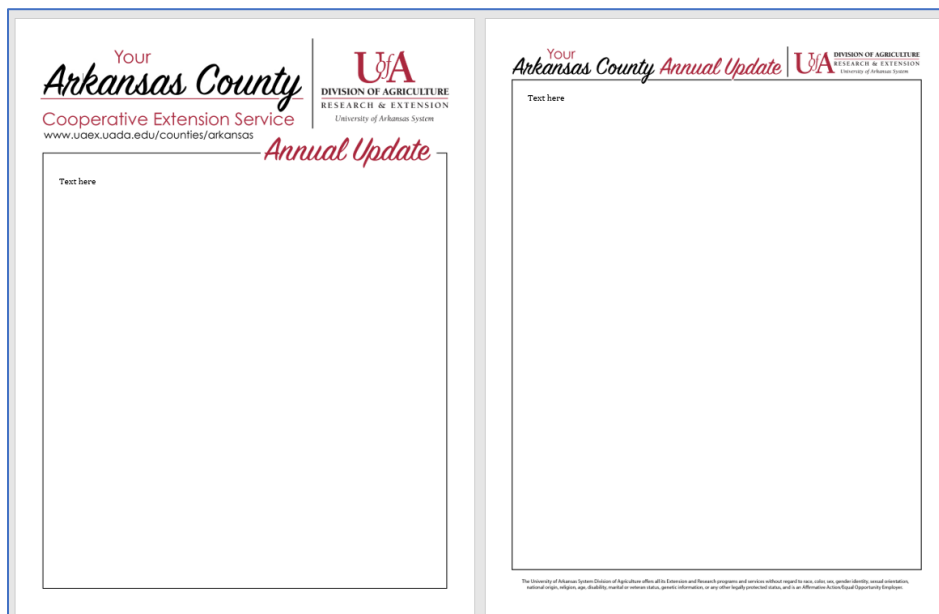 Your
Arkansas County
Cooperative Extension Service
www.uaex.uada.edu/counties/arkansas
UofA
DIVISION OF AGRICULTURE
RESEARCH & EXTENSION
University of Arkansas System
Annual Update
Text here
Your
Arkansas County Annual Update
UofA
DIVISION OF AGRICULTURE
RESEARCH & EXTENSION
University of Arkansas System
Text here
The University of Arkansas System Division of Agriculture offers all its Extension and Research programs and services without regard to race, color, sex, gender identity, sexual orientation,
national origin, religion, age, disability, marital or veteran status, genetic information, or any other legally protected status, and is an Affirmative Action/Equal Opportunity Employer.